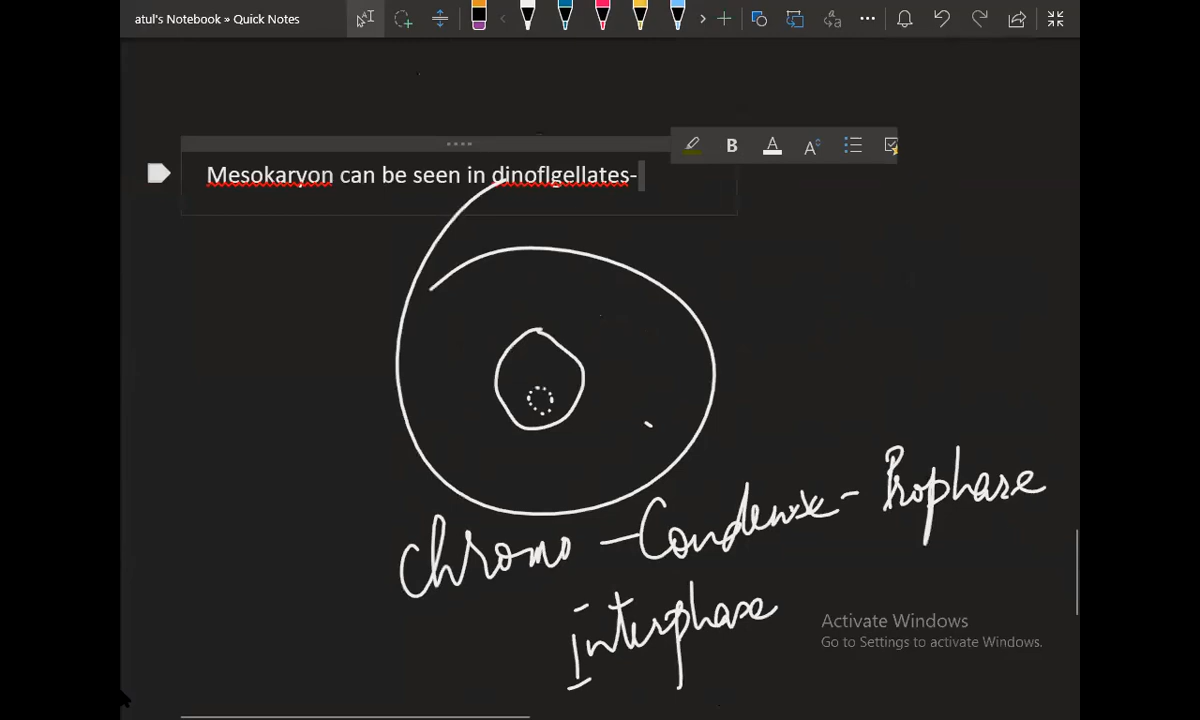 atul's Notebook » Quick Notes
Mesokaryon can be seen in dinoflgellates-
Chromo - Condense - Prophase
Interphase
Activate Windows
Go to Settings to activate Windows.